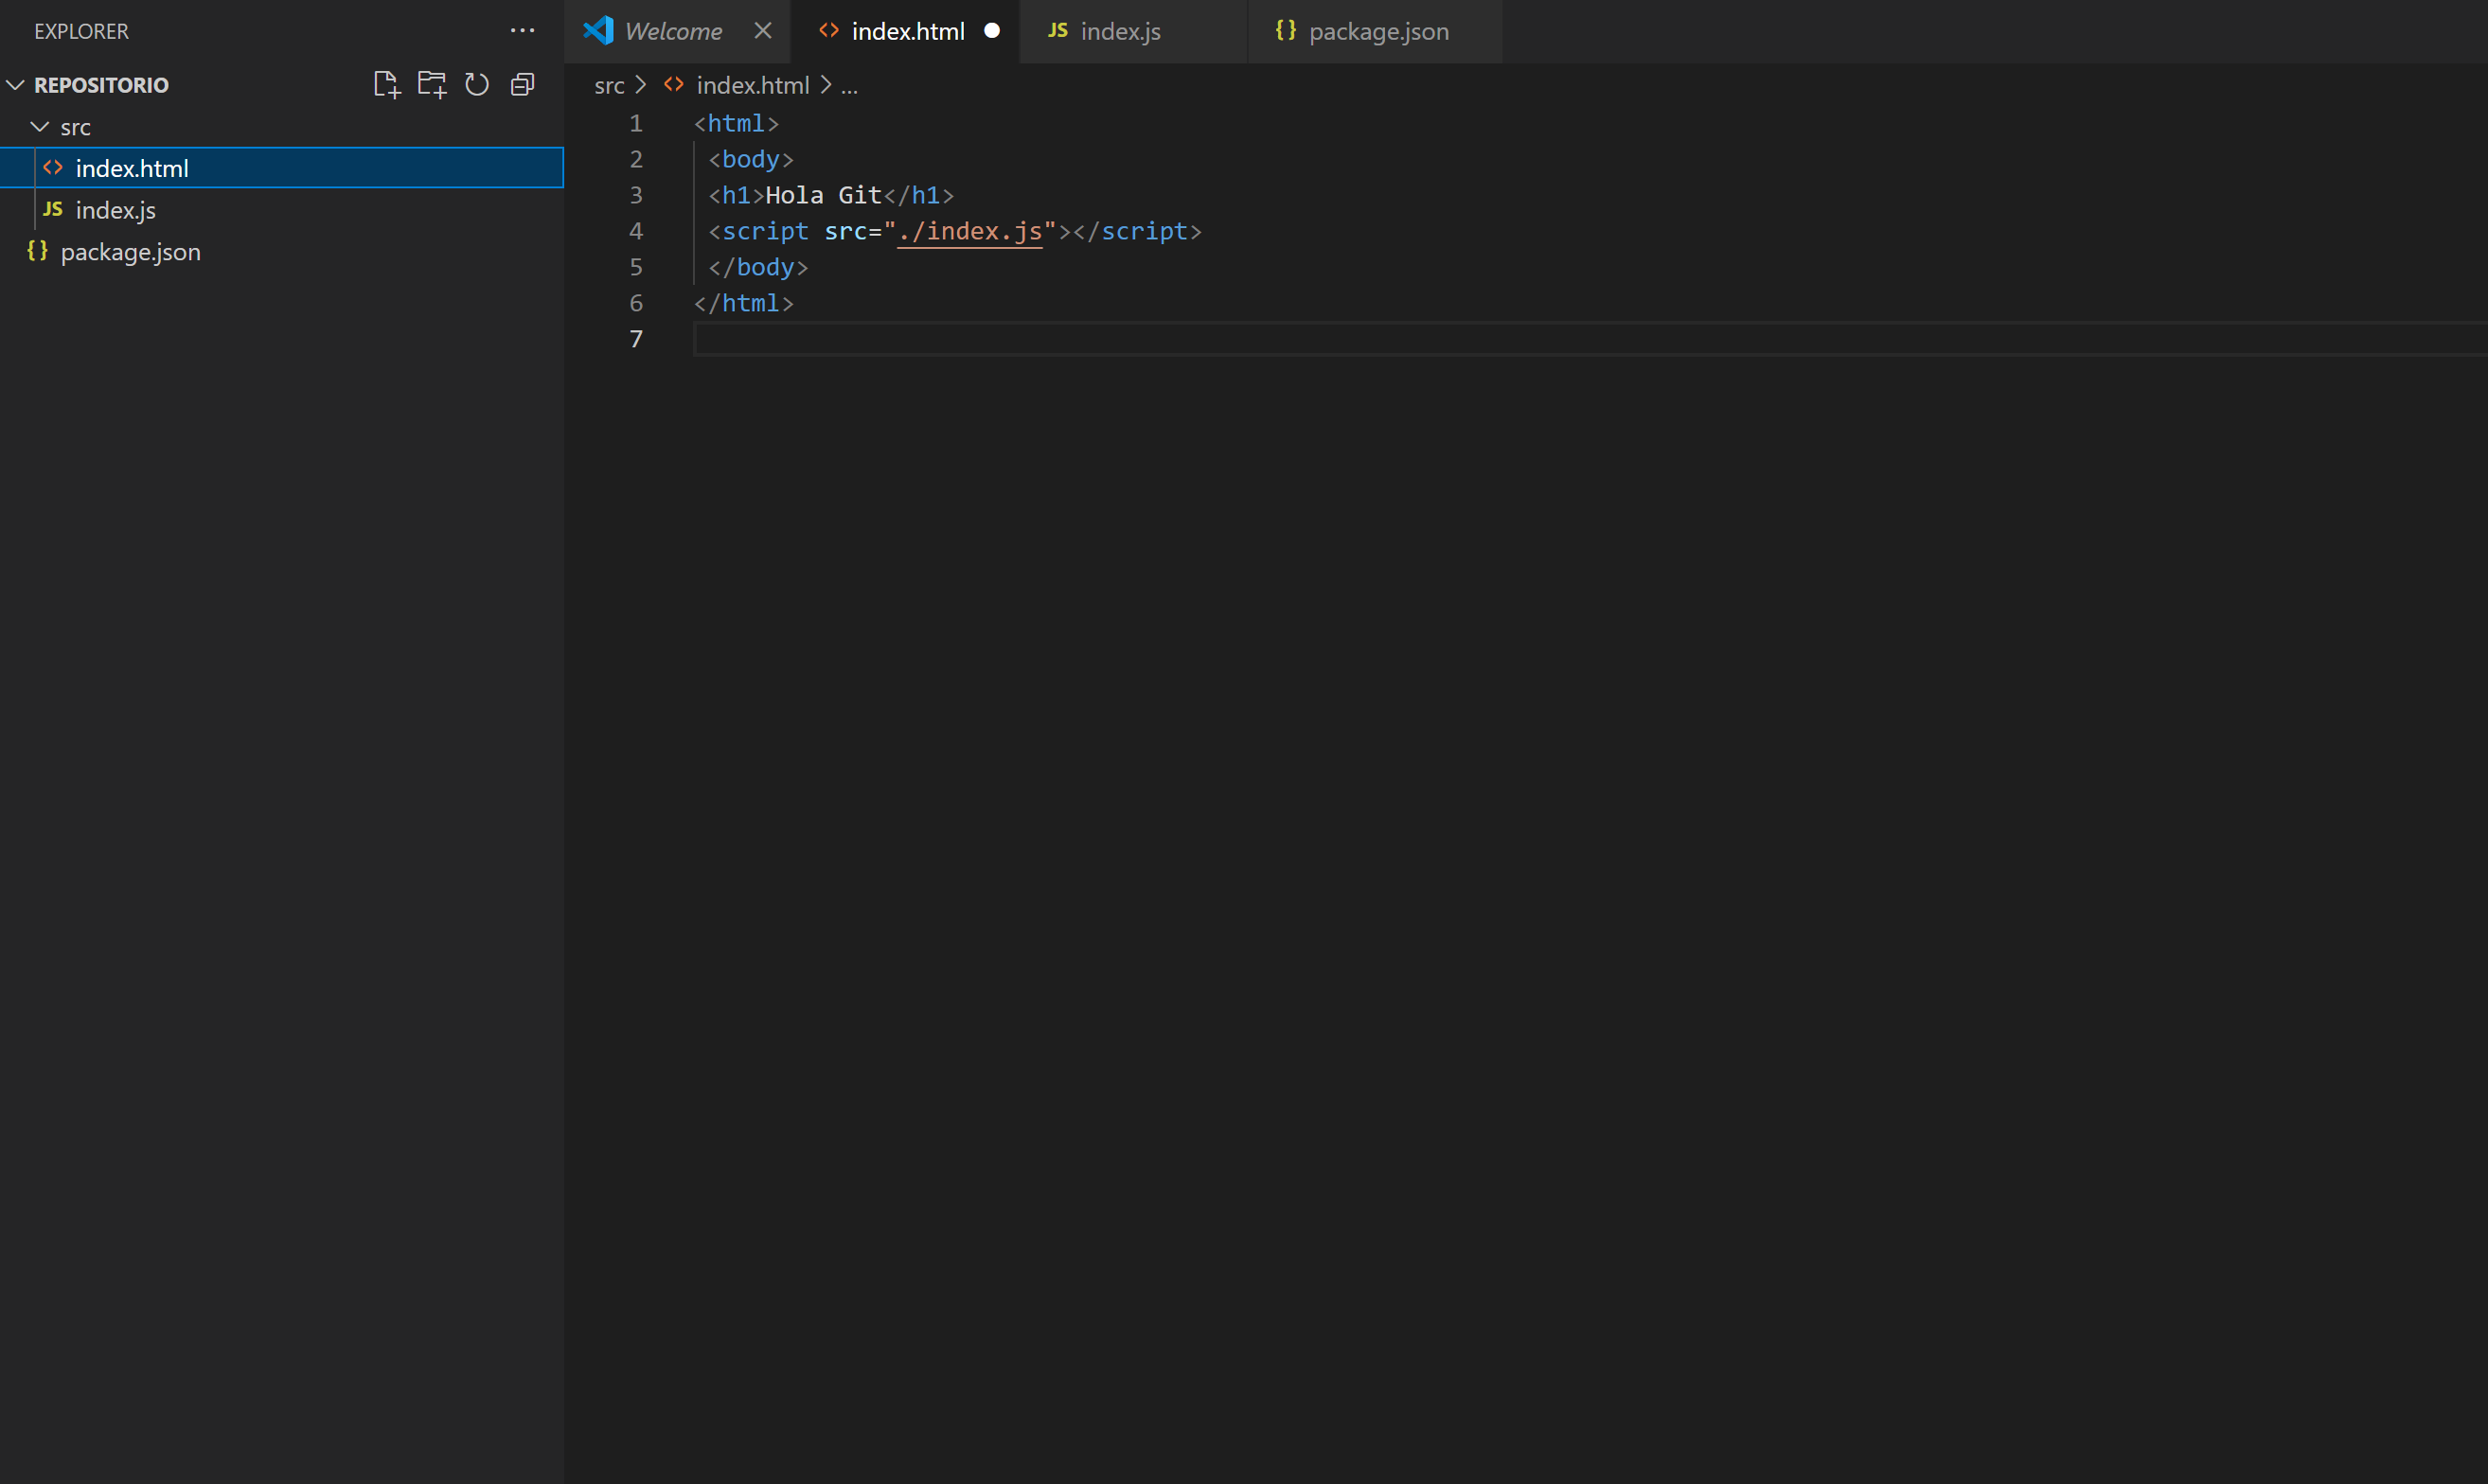 EXPLORER
REPOSITORIO
src
index.html
JS index.js
{} package.json
Welcome
index.html
JS index.js
{} package.json
src > <> index.html > ...
1 <html>
2 <body>
3 <h1>Hola Git</h1>
4 <script src="./index.js"></script>
5 </body>
6 </html>
7